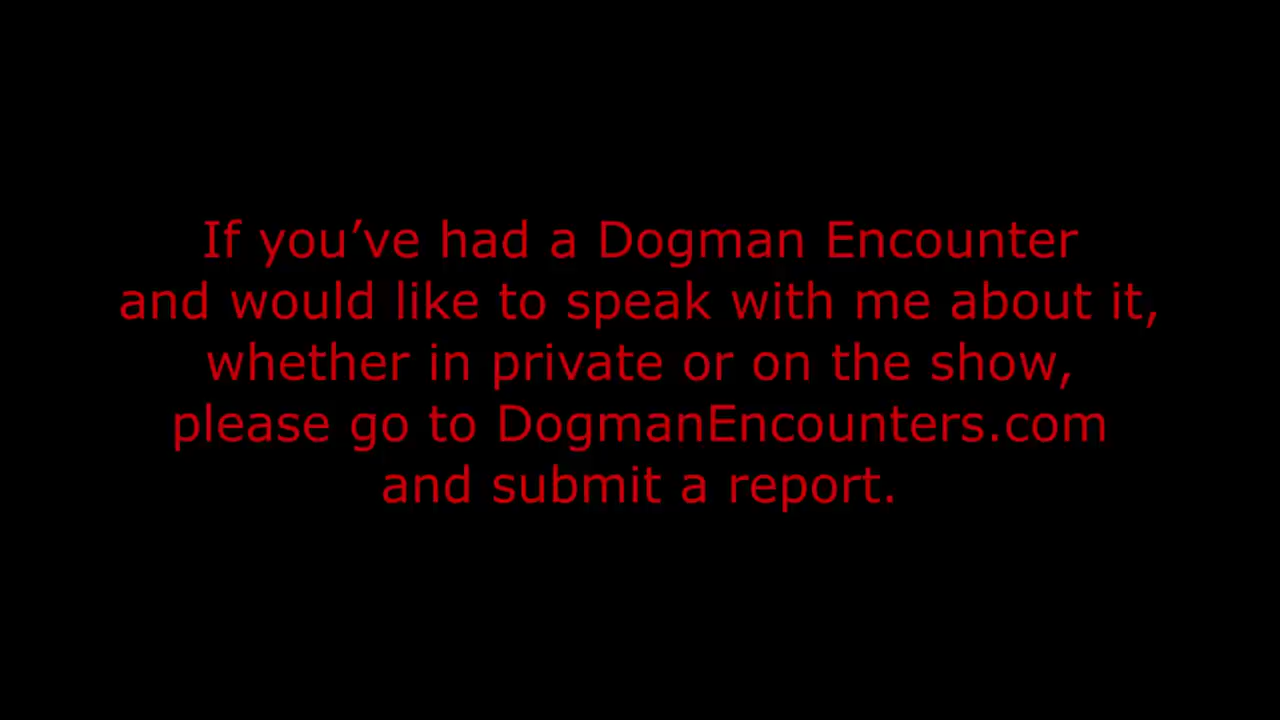 If you’ve had a Dogman Encounter
and would like to speak with me about it,
whether in private or on the show,
please go to DogmanEncounters.com
and submit a report.